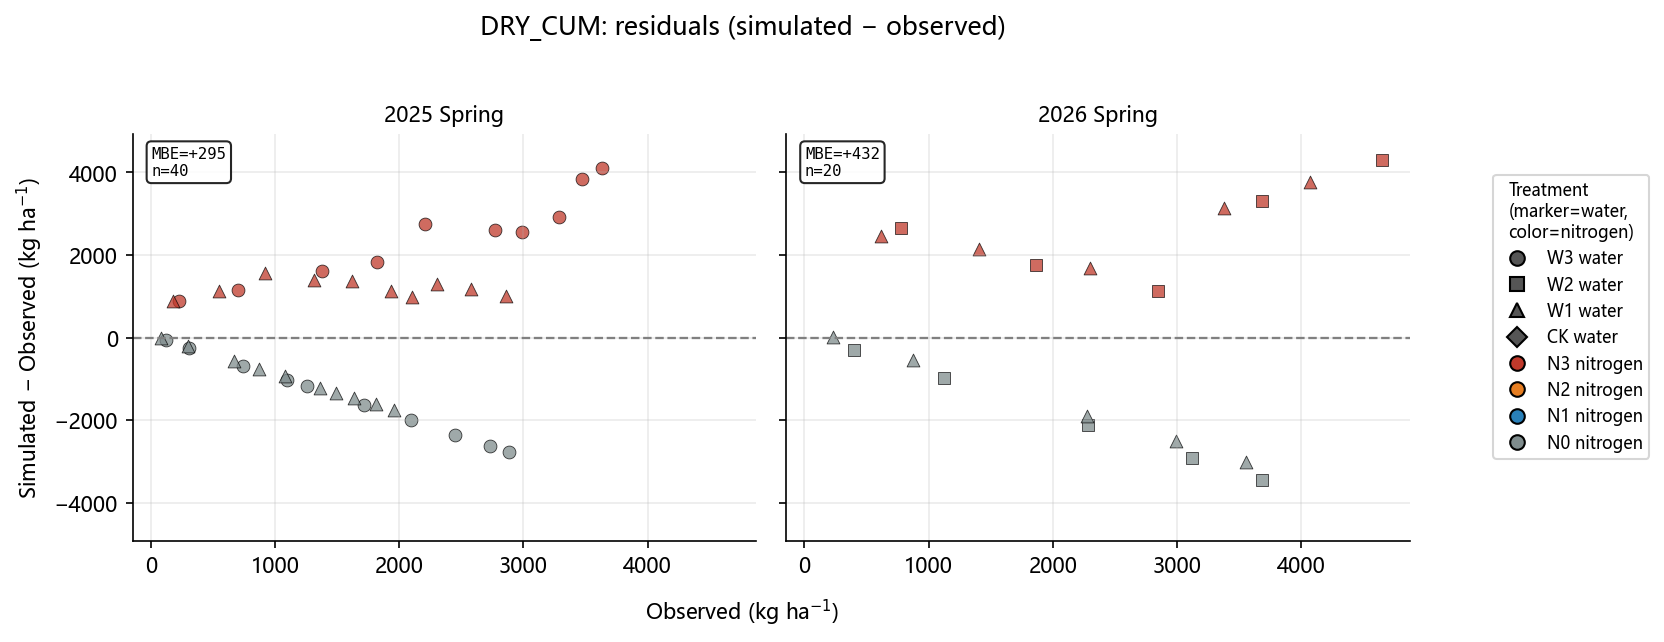 DRY_CUM: residuals (simulated − observed)
2025 Spring
2026 Spring
MBE=+295
n=40
MBE=+432
n=20
Simulated − Observed (kg ha⁻¹)
4000
2000
0
−2000
−4000
0 1000 2000 3000 4000
0 1000 2000 3000 4000
Observed (kg ha⁻¹)
Treatment
(marker=water,
color=nitrogen)
W3 water
W2 water
W1 water
CK water
N3 nitrogen
N2 nitrogen
N1 nitrogen
N0 nitrogen